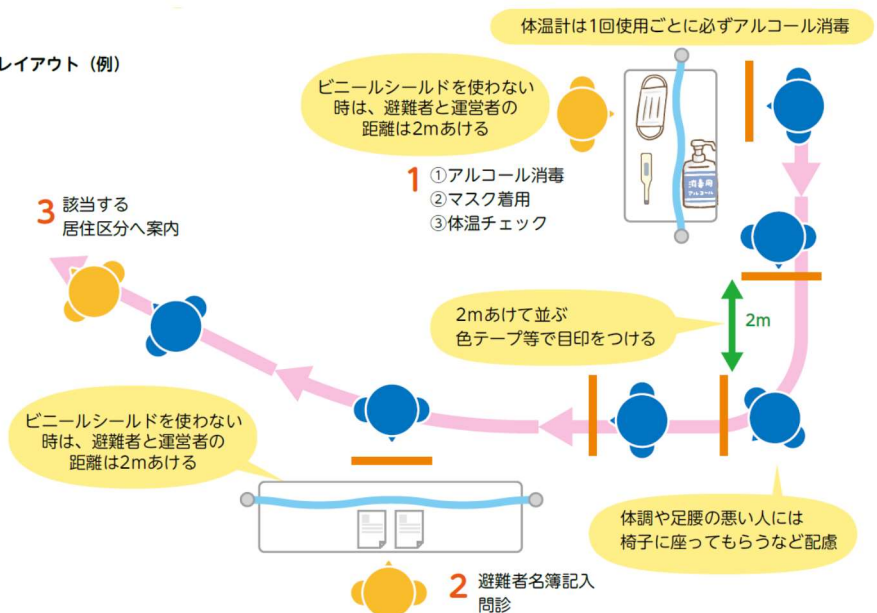 レイアウト（例）
体温計は1回使用ごとに必ずアルコール消毒
ビニールシールドを使わない
時は、避難者と運営者の
距離は2mあける
1 ①アルコール消毒
②マスク着用
③体温チェック
消毒用
アルコール
3 該当する
居住区分へ案内
2mあけて並ぶ
色テープ等で目印をつける
2m
ビニールシールドを使わない
時は、避難者と運営者の
距離は2mあける
体調や足腰の悪い人には
椅子に座ってもらうなど配慮
2 避難者名簿記入
問診